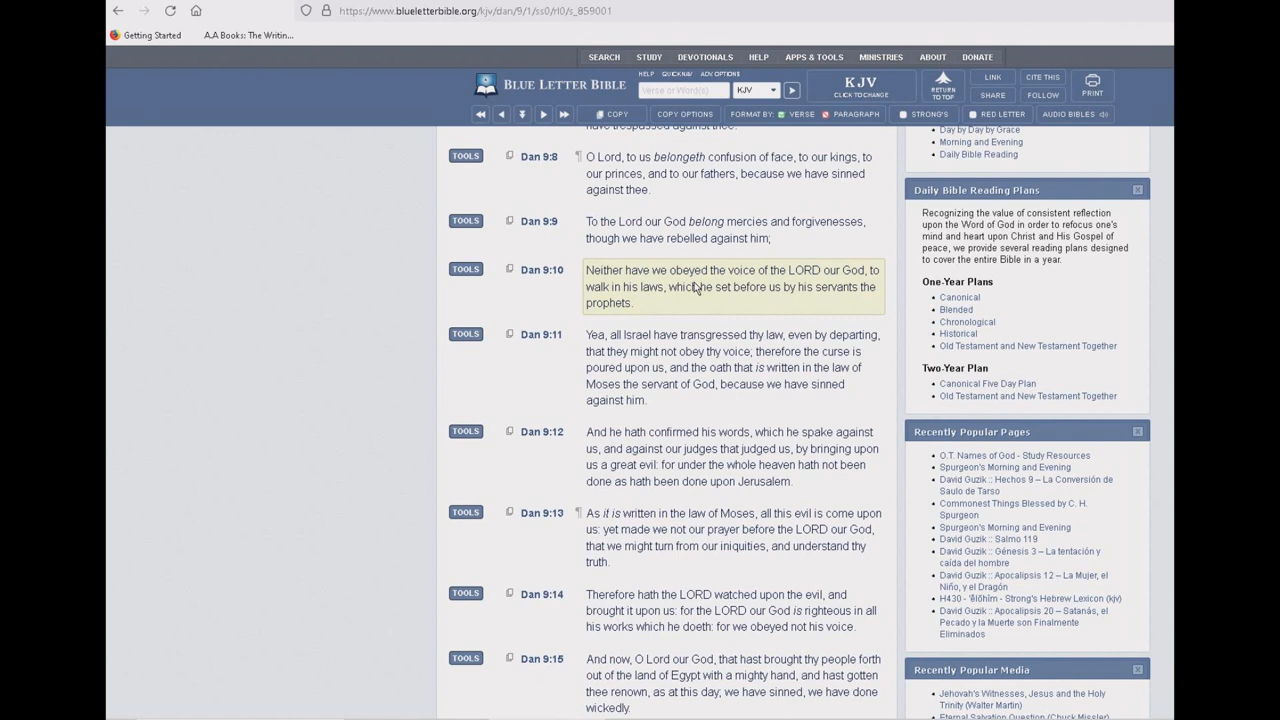 https://www.blueletterbible.org/kjv/dan/9/1/ss0/rl0/s_859001
Getting Started
A,A Books: The Writin...
SEARCH STUDY DEVOTIONALS HELP APPS & TOOLS MINISTRIES ABOUT DONATE
BLUE LETTER BIBLE
HELP QUICKNAV ADV OPTIONS
Verse or Word(s)
KJV
KJV
CLICK TO CHANGE
RETURN
TO TOP
LINK
CITE THIS
SHARE
FOLLOW
PRINT
COPY
COPY OPTIONS
FORMAT BY: VERSE PARAGRAPH
STRONG'S
RED LETTER
AUDIO BIBLES
have trespassed against thee.
TOOLS Dan 9:8 ¶ O Lord, to us belongeth confusion of face, to our kings, to
our princes, and to our fathers, because we have sinned
against thee.
TOOLS Dan 9:9 To the Lord our God belong mercies and forgivenesses,
though we have rebelled against him;
TOOLS Dan 9:10 Neither have we obeyed the voice of the LORD our God, to
walk in his laws, which he set before us by his servants the
prophets.
TOOLS Dan 9:11 Yea, all Israel have transgressed thy law, even by departing,
that they might not obey thy voice; therefore the curse is
poured upon us, and the oath that is written in the law of
Moses the servant of God, because we have sinned
against him.
TOOLS Dan 9:12 And he hath confirmed his words, which he spake against
us, and against our judges that judged us, by bringing upon
us a great evil: for under the whole heaven hath not been
done as hath been done upon Jerusalem.
TOOLS Dan 9:13 ¶ As it is written in the law of Moses, all this evil is come upon
us: yet made we not our prayer before the LORD our God,
that we might turn from our iniquities, and understand thy
truth.
TOOLS Dan 9:14 Therefore hath the LORD watched upon the evil, and
brought it upon us: for the LORD our God is righteous in all
his works which he doeth: for we obeyed not his voice.
TOOLS Dan 9:15 And now, O Lord our God, that hast brought thy people forth
out of the land of Egypt with a mighty hand, and hast gotten
thee renown, as at this day; we have sinned, we have done
wickedly.
Day by Day by Grace
Morning and Evening
Daily Bible Reading
Daily Bible Reading Plans
Recognizing the value of consistent reflection
upon the Word of God in order to refocus one's
mind and heart upon Christ and His Gospel of
peace, we provide several reading plans designed
to cover the entire Bible in a year.
One-Year Plans
Canonical
Blended
Chronological
Historical
Old Testament and New Testament Together
Two-Year Plan
Canonical Five Day Plan
Old Testament and New Testament Together
Recently Popular Pages
O.T. Names of God - Study Resources
Spurgeon's Morning and Evening
David Guzik :: Hechos 9 – La Conversión de
Saulo de Tarso
Commonest Things Blessed by C. H.
Spurgeon
Spurgeon's Morning and Evening
David Guzik :: Salmo 119
David Guzik :: Génesis 3 – La tentación y
caída del hombre
David Guzik :: Apocalipsis 12 – La Mujer, el
Niño, y el Dragón
H430 - 'ĕlōhîm - Strong's Hebrew Lexicon (kjv)
David Guzik :: Apocalipsis 20 – Satanás, el
Pecado y la Muerte son Finalmente
Eliminados
Recently Popular Media
Jehovah's Witnesses, Jesus and the Holy
Trinity (Walter Martin)
Eternal Salvation Question (Chuck Missler)